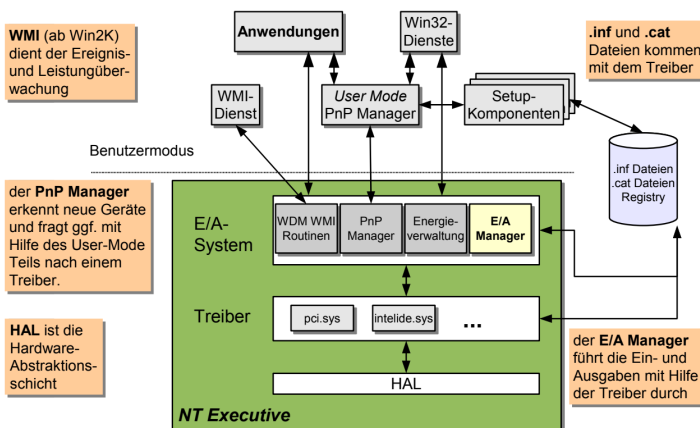 WMI (ab Win2K)
dient der Ereignis-
und Leistungüber-
wachung
Anwendungen
Win32-
Dienste
.inf und .cat
Dateien kommen
mit dem Treiber
WMI-
Dienst
User Mode
PnP Manager
Setup-
Komponenten
Benutzermodus
.inf Dateien
.cat Dateien
Registry
der PnP Manager
erkennt neue Geräte
und fragt ggf. mit
Hilfe des User-Mode
Teils nach einem
Treiber.
E/A-
System
WDM WMI
Routinen
PnP
Manager
Energie-
verwaltung
E/A
Manager
Treiber
pci.sys
intelide.sys
...
HAL ist die
Hardware-
Abstraktions-
schicht
der E/A Manager
führt die Ein- und
Ausgaben mit Hilfe
der Treiber durch
HAL
NT Executive